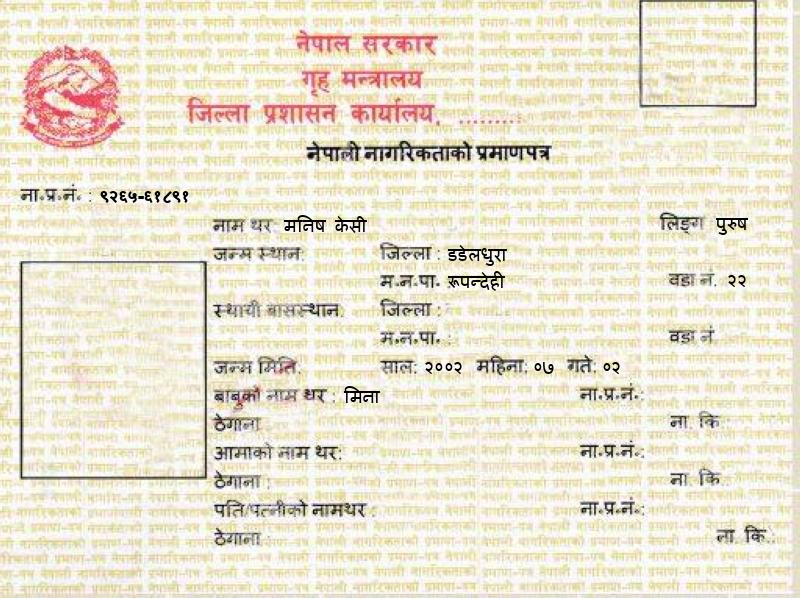 नेपाल सरकार
गृह मन्त्रालय
जिल्ला प्रशासन कार्यालय, .........
नेपाली नागरिकताको प्रमाणपत्र
ना.प्र.नं. : ९२६५-६१८९१
नाम थर: मनिष केसी लिङ्ग पुरुष
जन्म स्थान: जिल्ला : डडेलधुरा
म.न.पा. रूपन्देही वडा नं. २२
स्थायी बासस्थान: जिल्ला :
म.न.पा. : वडा नं.
जन्म मिति: साल: २००२ महिना: ०७ गते: ०२
बाबुको नाम थर : मिना ना.प्र.नं.:
ठेगाना : ना. कि.:
आमाको नाम थर: ना.प्र.नं.:
ठेगाना : ना. कि.
पति/पत्नीको नामथर : ना.प्र.नं.:
ठेगाना : ना. कि.: